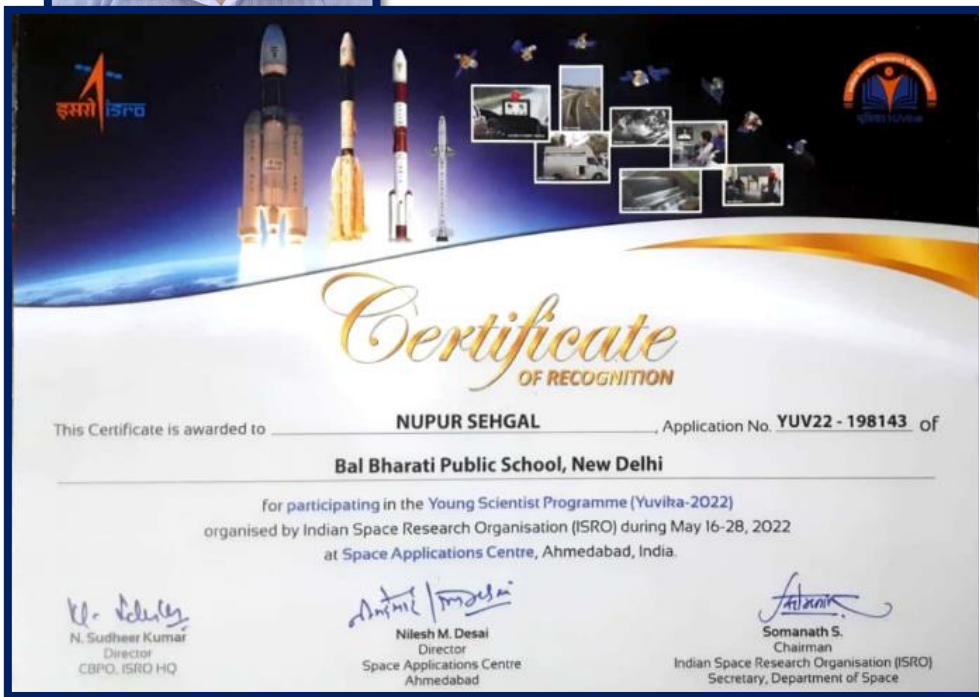 इसरो isro
Certificate
OF RECOGNITION
This Certificate is awarded to NUPUR SEHGAL, Application No. YUV22 - 198143 of
Bal Bharati Public School, New Delhi
for participating in the Young Scientist Programme (Yuvika-2022)
organised by Indian Space Research Organisation (ISRO) during May 16-28, 2022
at Space Applications Centre, Ahmedabad, India.
N. Sudheer Kumar
Director
CBPO, ISRO HQ
Nilesh M. Desai
Director
Space Applications Centre
Ahmedabad
Somanath S.
Chairman
Indian Space Research Organisation (ISRO)
Secretary, Department of Space